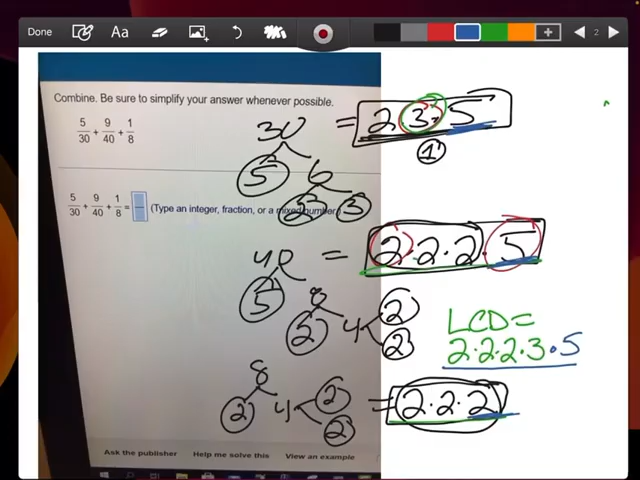 Done Aa 2
Combine. Be sure to simplify your answer whenever possible.
5/30 + 9/40 + 1/8
5/30 + 9/40 + 1/8 = (Type an integer, fraction, or a mixed number.)
30 = 2·3·5
1
5 6
2 3
40 = 2·2·2·5
5 8
2 4 2
2
LCD =
2·2·2·3·5
8 = 2·2·2
2 4 2
2
Ask the publisher Help me solve this View an example